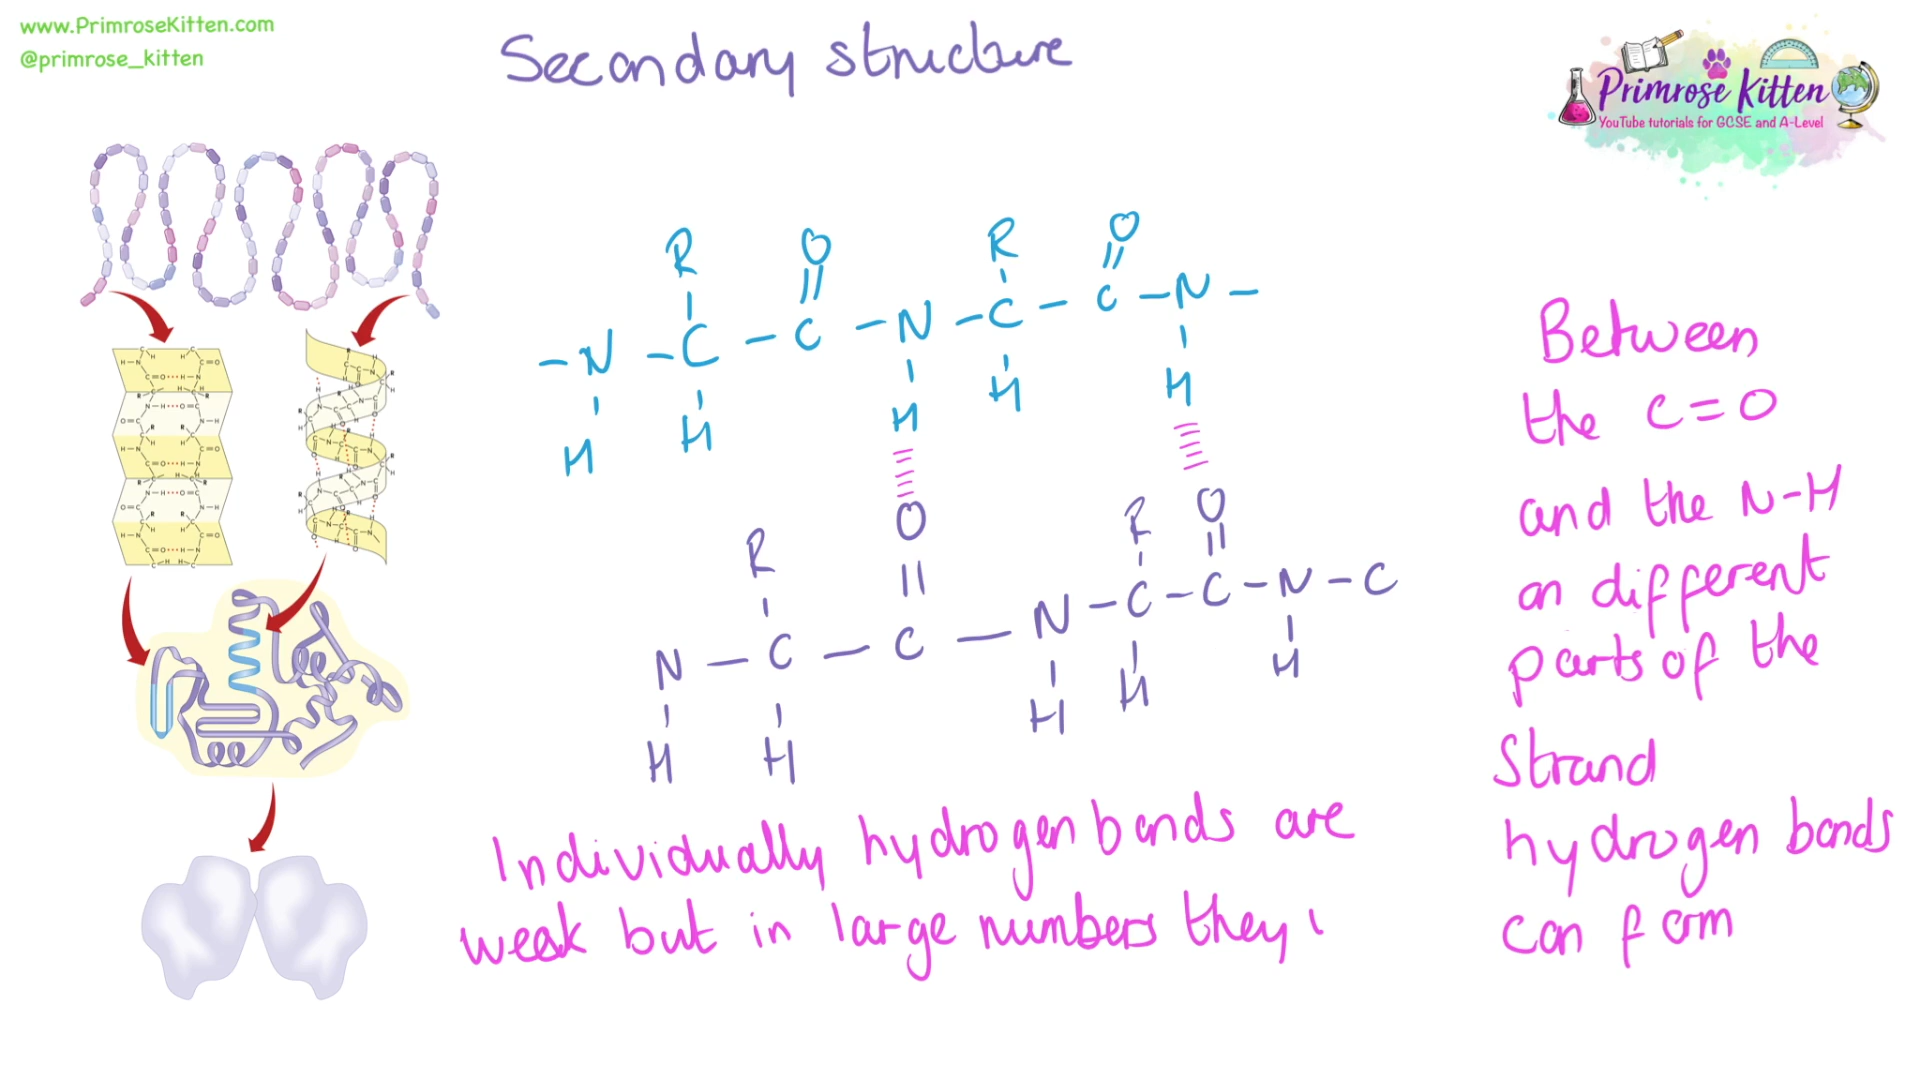 www.PrimroseKitten.com
@primrose_kitten
Secondary structure
Primrose Kitten
YouTube tutorials for GCSE and A-Level
R O R O
- N - C - C - N - C - C - N -
H H H H H
R O R O
N - C - C - N - C - C - N - C
H H H H H
Between
the C=O
and the N-H
on different
parts of the
Strand
hydrogen bonds
can form
Individually hydrogen bonds are
weak but in large numbers they